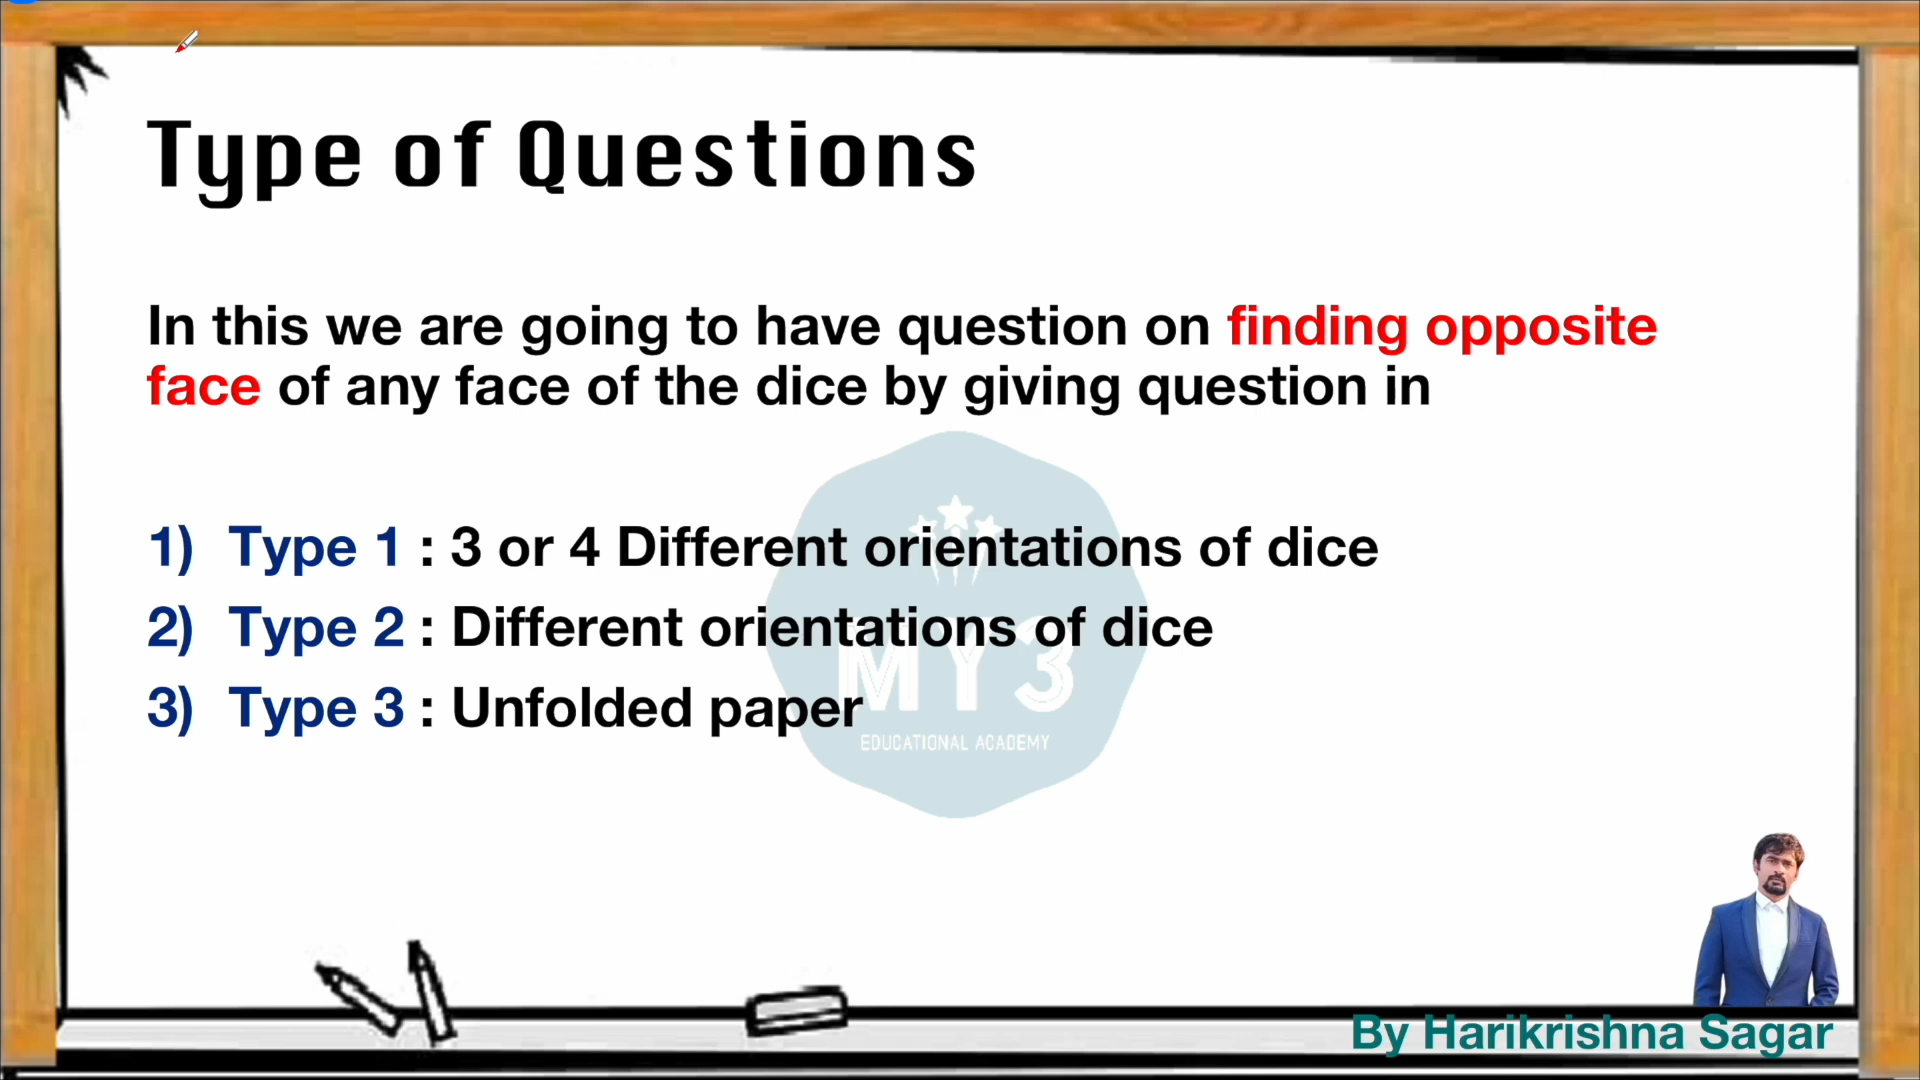 Type of Questions
In this we are going to have question on finding opposite
face of any face of the dice by giving question in
1) Type 1 : 3 or 4 Different orientations of dice
2) Type 2 : Different orientations of dice
3) Type 3 : Unfolded paper
MY3
EDUCATIONAL ACADEMY
By Harikrishna Sagar